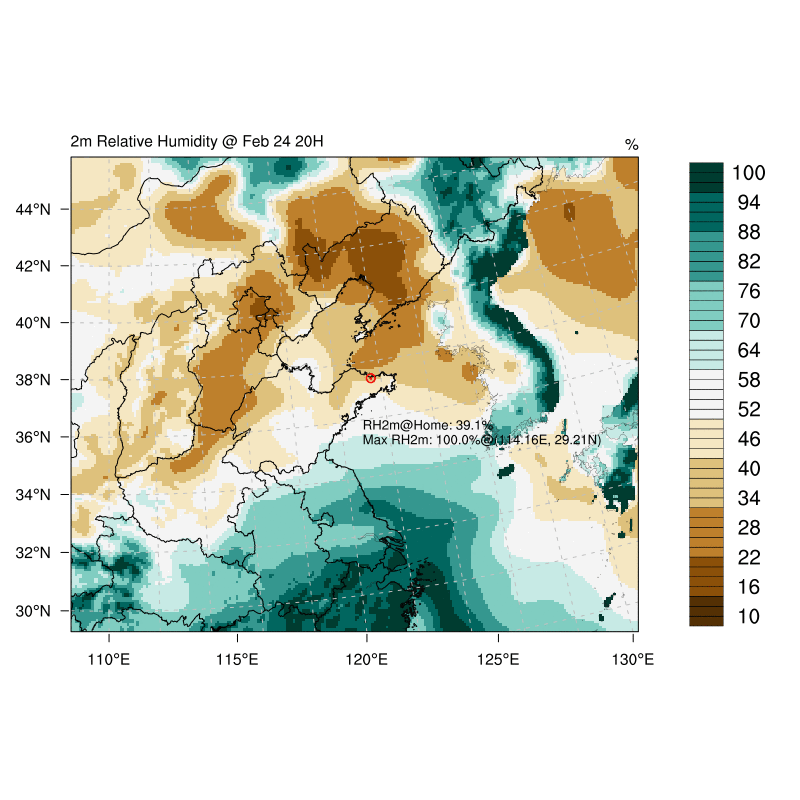 2m Relative Humidity @ Feb 24 20H
%
100
94
88
82
76
70
64
58
52
46
40
34
28
22
16
10
44°N
42°N
40°N
38°N
36°N
34°N
32°N
30°N
RH2m@Home: 39.1%
Max RH2m: 100.0%@(114.16E, 29.21N)
110°E 115°E 120°E 125°E 130°E